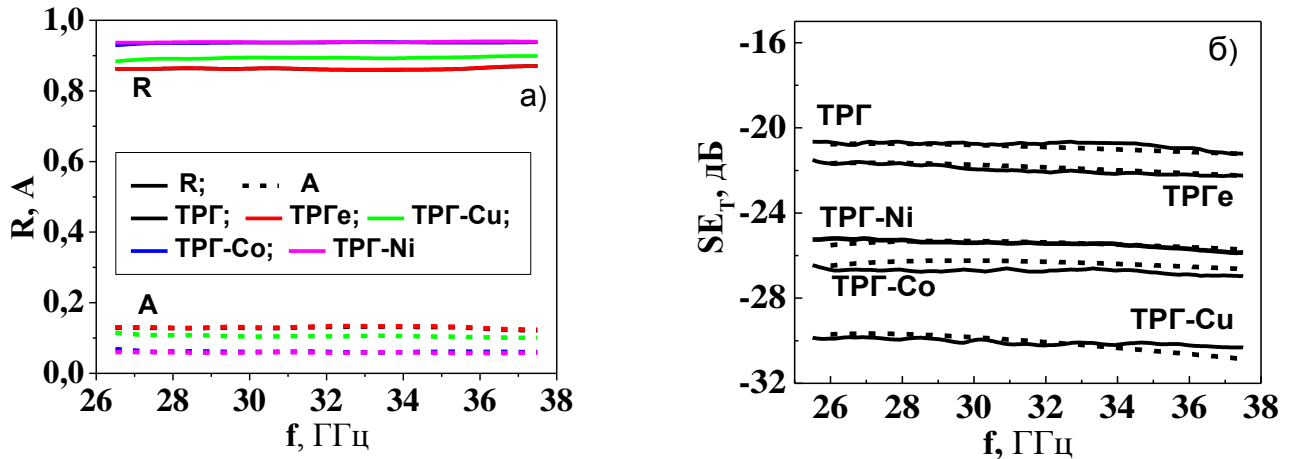 1,0
0,8
0,6
0,4
0,2
0,0
R, A
R
а)
R; A
ТРГ; ТРГе; ТРГ-Cu;
ТРГ-Co; ТРГ-Ni
A
26 28 30 32 34 36 38
f, ГГц
-16
-20
-24
-28
-32
SE_T, дБ
б)
ТРГ
ТРГе
ТРГ-Ni
ТРГ-Co
ТРГ-Cu
26 28 30 32 34 36 38
f, ГГц